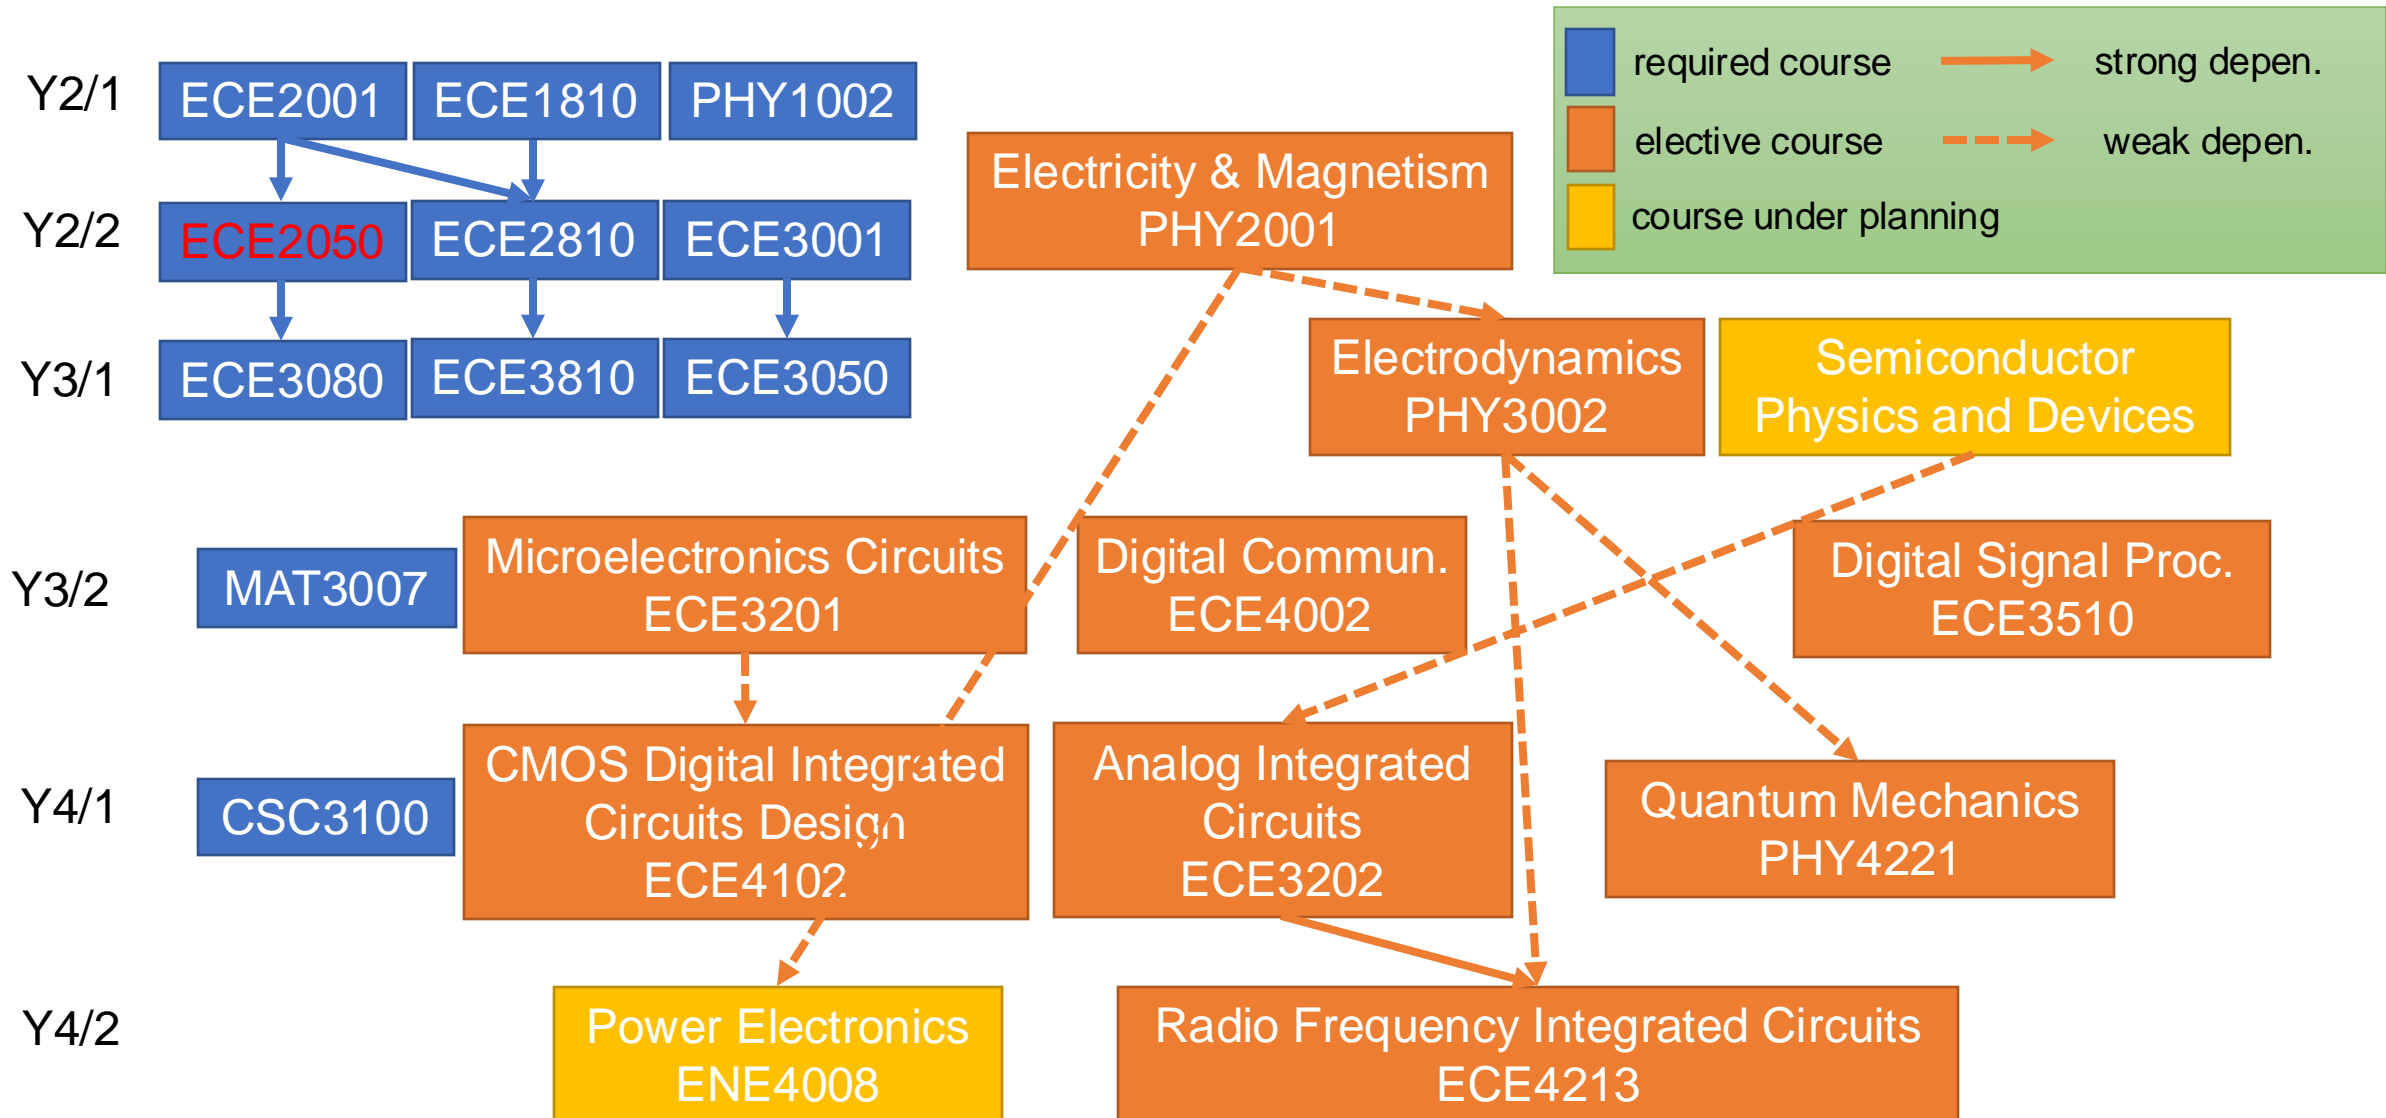 required course
strong depen.
elective course
weak depen.
course under planning
Y2/1
ECE2001
ECE1810
PHY1002
Electricity & Magnetism
PHY2001
Y2/2
ECE2050
ECE2810
ECE3001
Y3/1
ECE3080
ECE3810
ECE3050
Electrodynamics
PHY3002
Semiconductor
Physics and Devices
Y3/2
MAT3007
Microelectronics Circuits
ECE3201
Digital Commun.
ECE4002
Digital Signal Proc.
ECE3510
Y4/1
CSC3100
CMOS Digital Integrated
Circuits Design
ECE4102
Analog Integrated
Circuits
ECE3202
Quantum Mechanics
PHY4221
Y4/2
Power Electronics
ENE4008
Radio Frequency Integrated Circuits
ECE4213